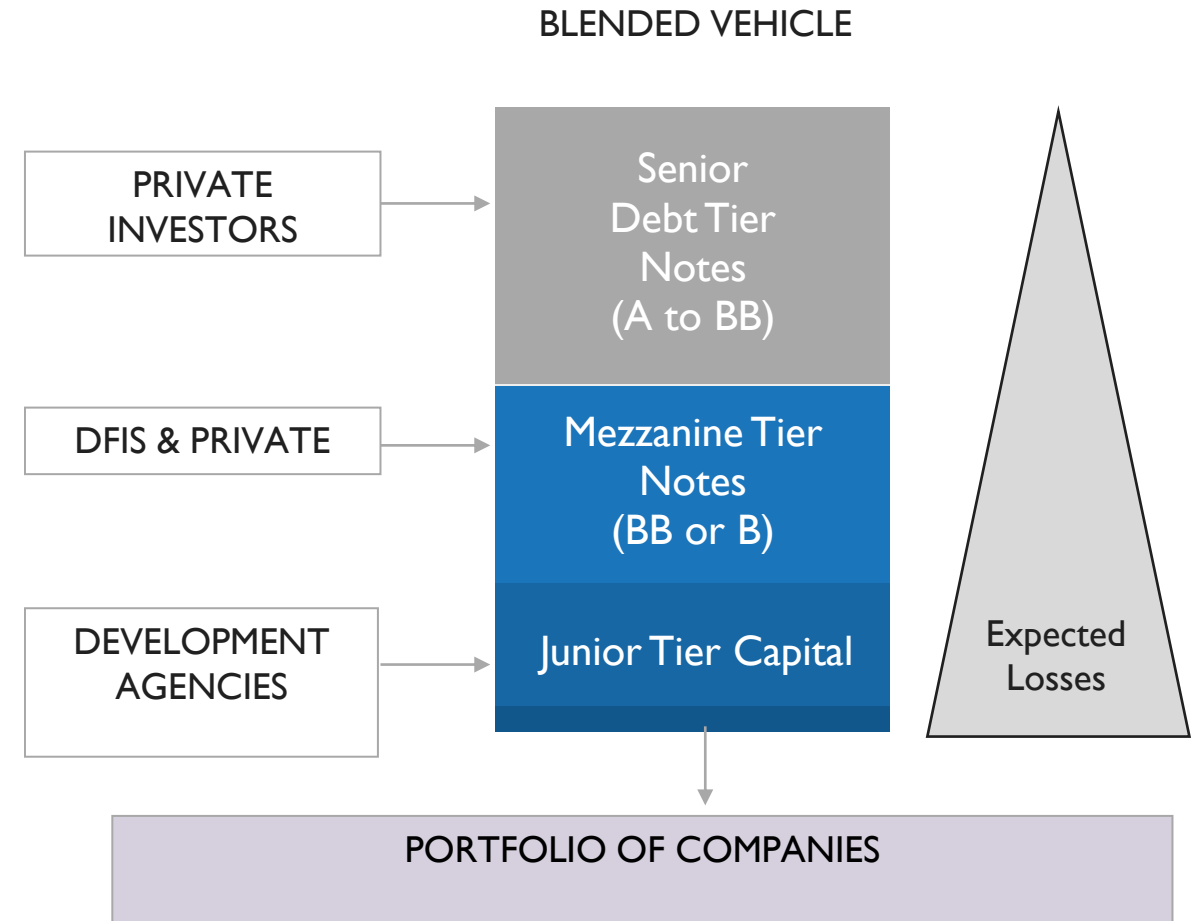 BLENDED VEHICLE
PRIVATE
INVESTORS
Senior
Debt Tier
Notes
(A to BB)
DFIS & PRIVATE
Mezzanine Tier
Notes
(BB or B)
DEVELOPMENT
AGENCIES
Junior Tier Capital
Expected
Losses
PORTFOLIO OF COMPANIES